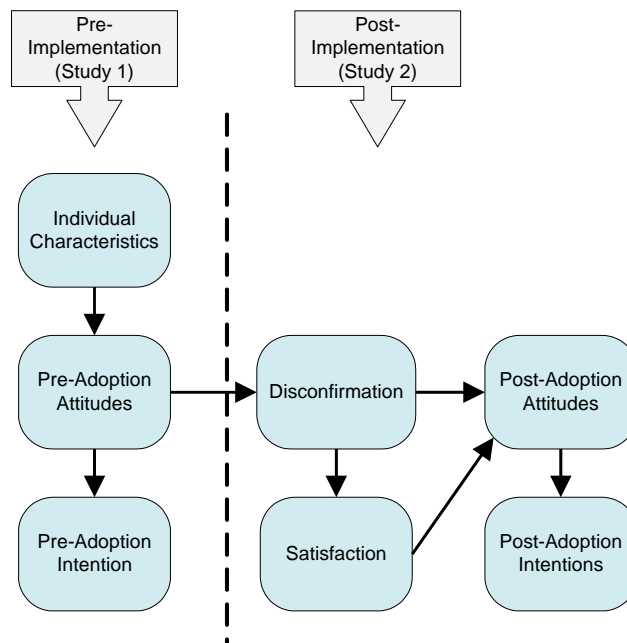 Pre-
Implementation
(Study 1)
Post-
Implementation
(Study 2)
Individual
Characteristics
Pre-Adoption
Attitudes
Disconfirmation
Post-Adoption
Attitudes
Pre-Adoption
Intention
Satisfaction
Post-Adoption
Intentions